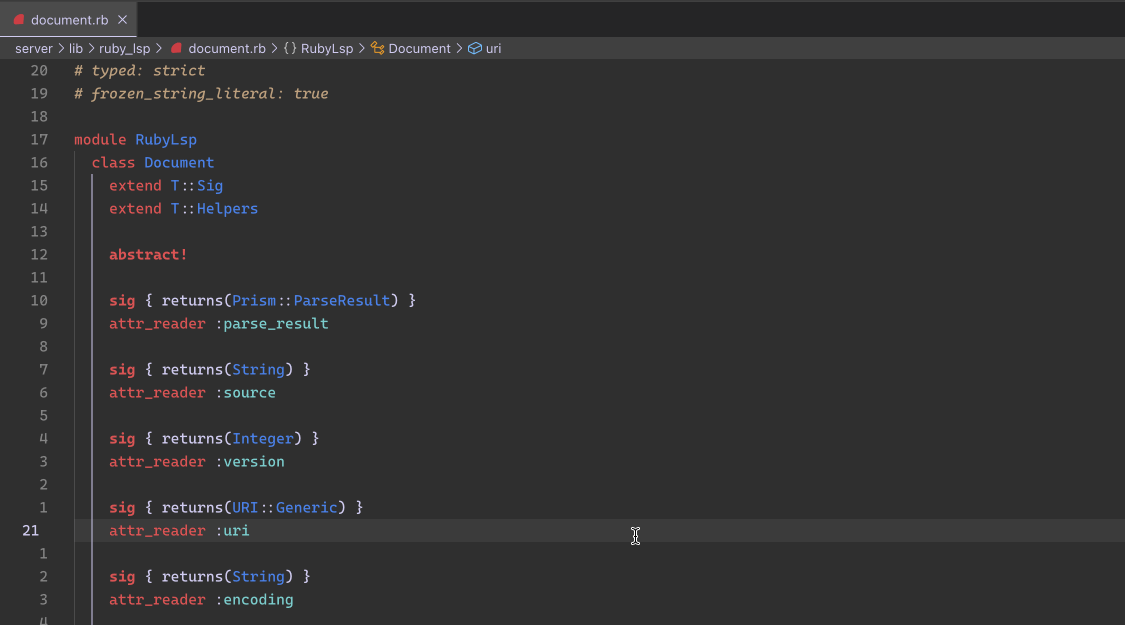 document.rb
server > lib > ruby_lsp > document.rb > {} RubyLsp > Document > uri
20 # typed: strict
19 # frozen_string_literal: true
18
17 module RubyLsp
16 class Document
15 extend T::Sig
14 extend T::Helpers
13
12 abstract!
11
10 sig { returns(Prism::ParseResult) }
9 attr_reader :parse_result
8
7 sig { returns(String) }
6 attr_reader :source
5
4 sig { returns(Integer) }
3 attr_reader :version
2
1 sig { returns(URI::Generic) }
21 attr_reader :uri
1
2 sig { returns(String) }
3 attr_reader :encoding
4